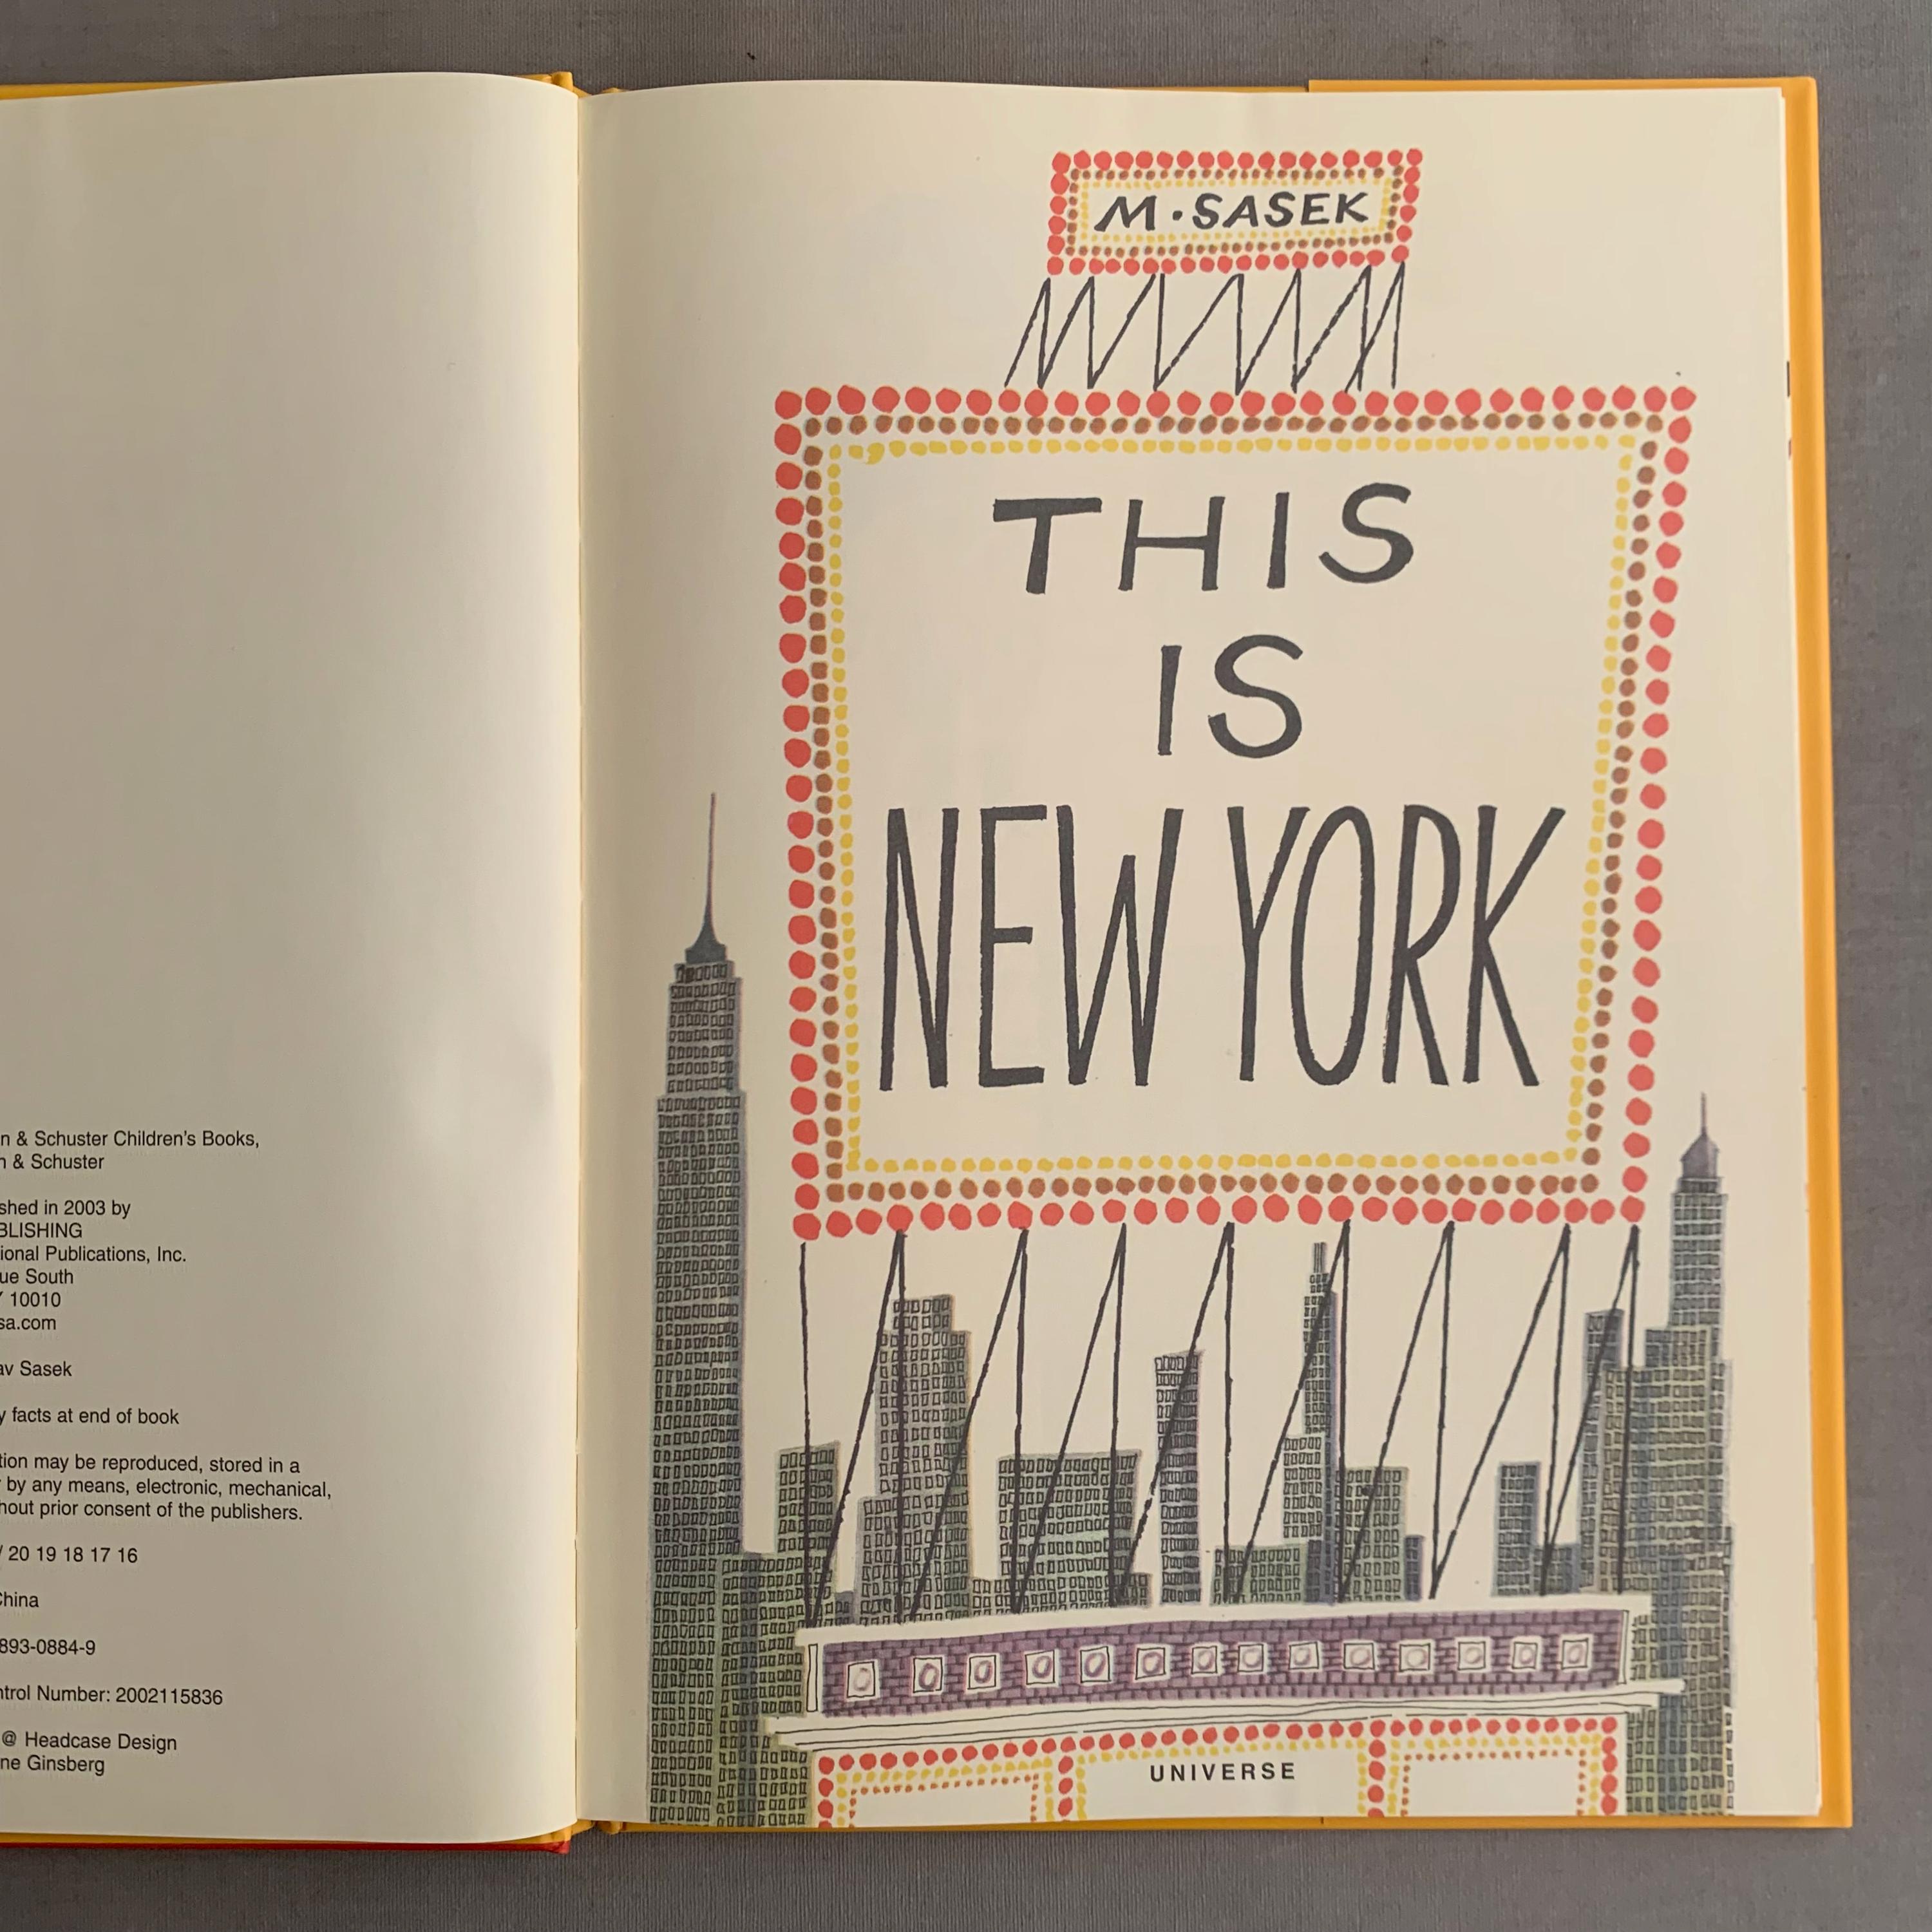 n & Schuster Children's Books,
n & Schuster
shed in 2003 by
BLISHING
ional Publications, Inc.
ue South
Y 10010
sa.com
av Sasek
y facts at end of book
tion may be reproduced, stored in a
r by any means, electronic, mechanical,
hout prior consent of the publishers.
/ 20 19 18 17 16
China
893-0884-9
ntrol Number: 2002115836
@ Headcase Design
ne Ginsberg
M·SASEK
THIS
IS
NEW YORK
UNIVERSE